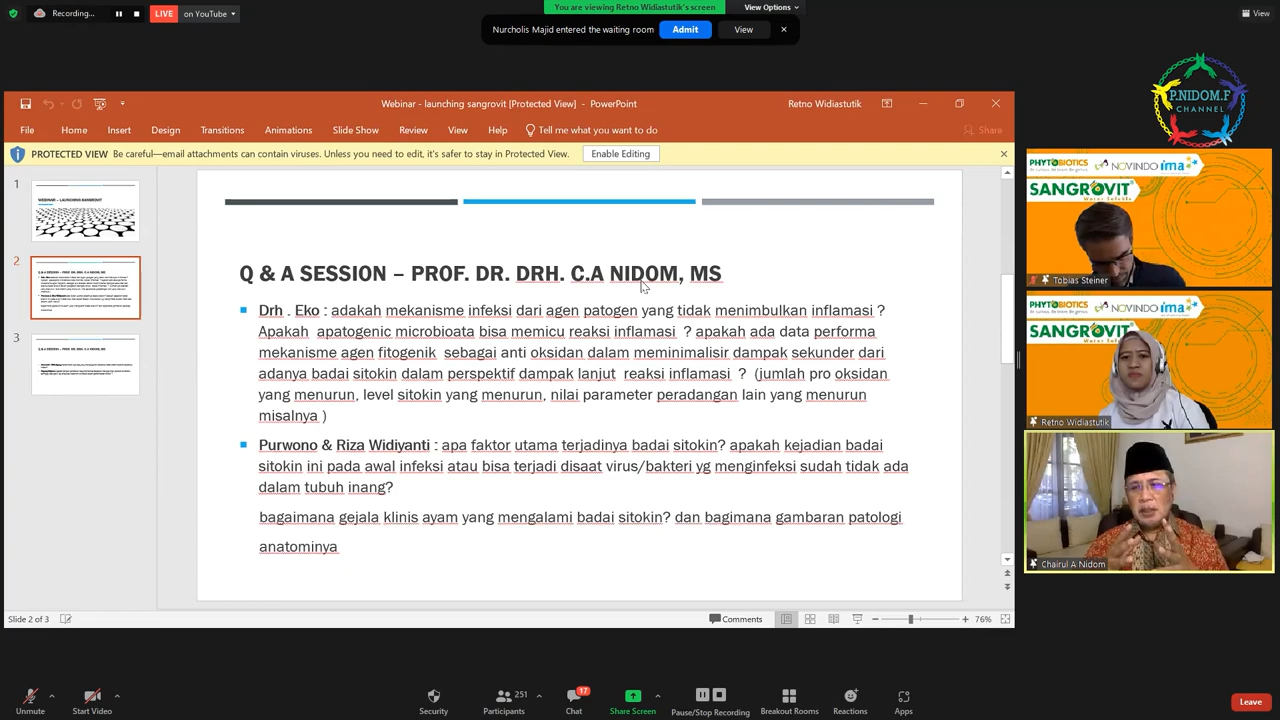 Recording...
LIVE
on YouTube
You are viewing Retno Widiastutik's screen
View Options
View
Nurcholis Majid entered the waiting room
Admit
View
Webinar - launching sangrovit [Protected View] - PowerPoint
Retno Widiastutik
File
Home
Insert
Design
Transitions
Animations
Slide Show
Review
View
Help
Tell me what you want to do
Share
PROTECTED VIEW
Be careful—email attachments can contain viruses. Unless you need to edit, it's safer to stay in Protected View.
Enable Editing
1
WEBINAR – LAUNCHING SANGROVIT
2
3
Q & A SESSION – PROF. DR. DRH. C.A NIDOM, MS
Drh . Eko : adakah mekanisme infeksi dari agen patogen yang tidak menimbulkan inflamasi ?
Apakah apatogenic microbioata bisa memicu reaksi inflamasi ? apakah ada data performa
mekanisme agen fitogenik sebagai anti oksidan dalam meminimalisir dampak sekunder dari
adanya badai sitokin dalam perspektif dampak lanjut reaksi inflamasi ? (jumlah pro oksidan
yang menurun, level sitokin yang menurun, nilai parameter peradangan lain yang menurun
misalnya )
Purwono & Riza Widiyanti : apa faktor utama terjadinya badai sitokin? apakah kejadian badai
sitokin ini pada awal infeksi atau bisa terjadi disaat virus/bakteri yg menginfeksi sudah tidak ada
dalam tubuh inang?
bagaimana gejala klinis ayam yang mengalami badai sitokin? dan bagimana gambaran patologi
anatominya
Slide 2 of 3
Comments
76%
P.NIDOM.F
CHANNEL
PHYTOBIOTICS
NOVINDO
ima
SANGROVIT
Water Soluble
Tobias Steiner
PHYTOBIOTICS
NOVINDO
ima
SANGROVIT
Retno Widiastutik
Chairul A Nidom
Unmute
Start Video
Security
Participants
251
Chat
17
Share Screen
Pause/Stop Recording
Breakout Rooms
Reactions
Apps
Leave